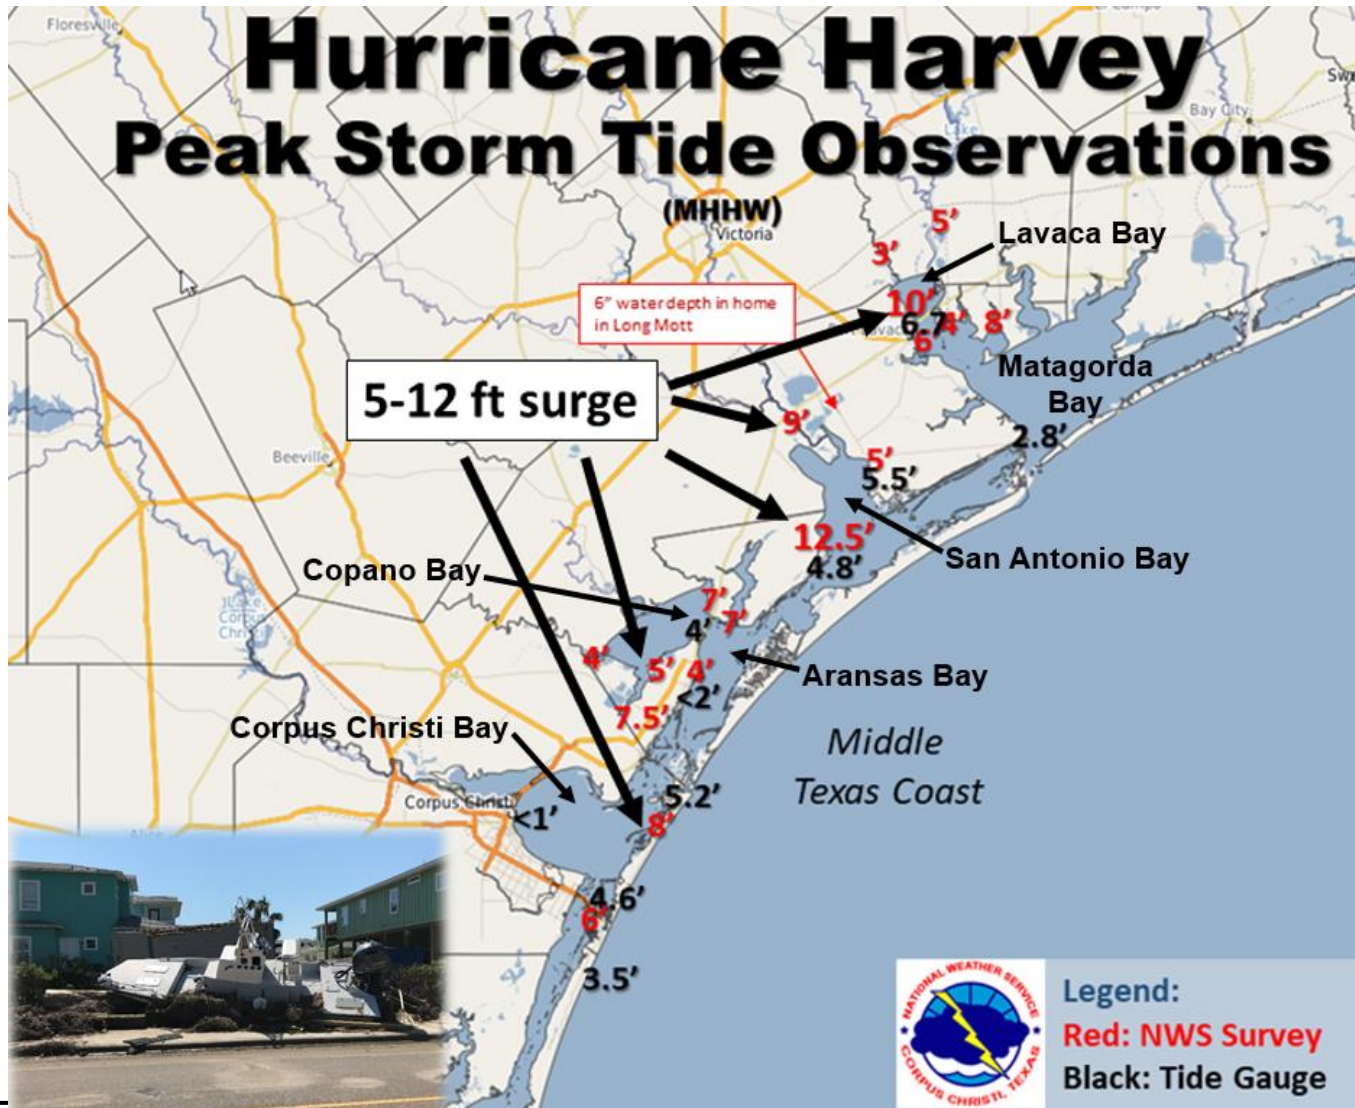 Hurricane Harvey
Peak Storm Tide Observations
(MHHW)
Floresville
Bay City
Victoria
5'
Lavaca Bay
3'
6" water depth in home
in Long Mott
10'
6.7
4'
8'
6'
Matagorda
Bay
5-12 ft surge
9'
2.8'
Beeville
5'
5.5'
12.5'
4.8'
San Antonio Bay
Copano Bay
7'
7'
4'
Lake
Corpus
Christi
4'
5'
4'
Aransas Bay
<2'
7.5'
Corpus Christi Bay
Middle
Texas Coast
5.2'
Corpus Christi
<1'
8'
4.6'
6'
3.5'
NATIONAL WEATHER SERVICE
CORPUS CHRISTI, TEXAS
Legend:
Red: NWS Survey
Black: Tide Gauge